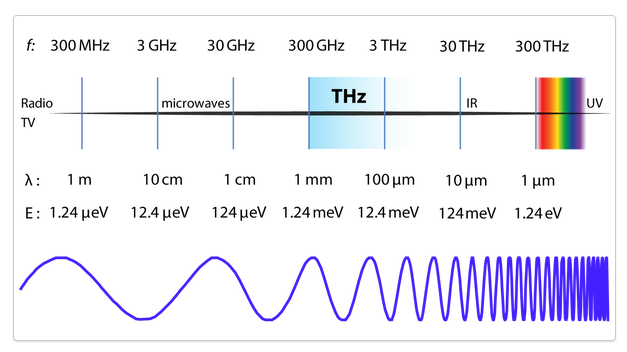 f: 300 MHz 3 GHz 30 GHz 300 GHz 3 THz 30 THz 300 THz
THz
Radio microwaves IR UV
TV
λ : 1 m 10 cm 1 cm 1 mm 100 µm 10 µm 1 µm
E : 1.24 µeV 12.4 µeV 124 µeV 1.24 meV 12.4 meV 124 meV 1.24 eV